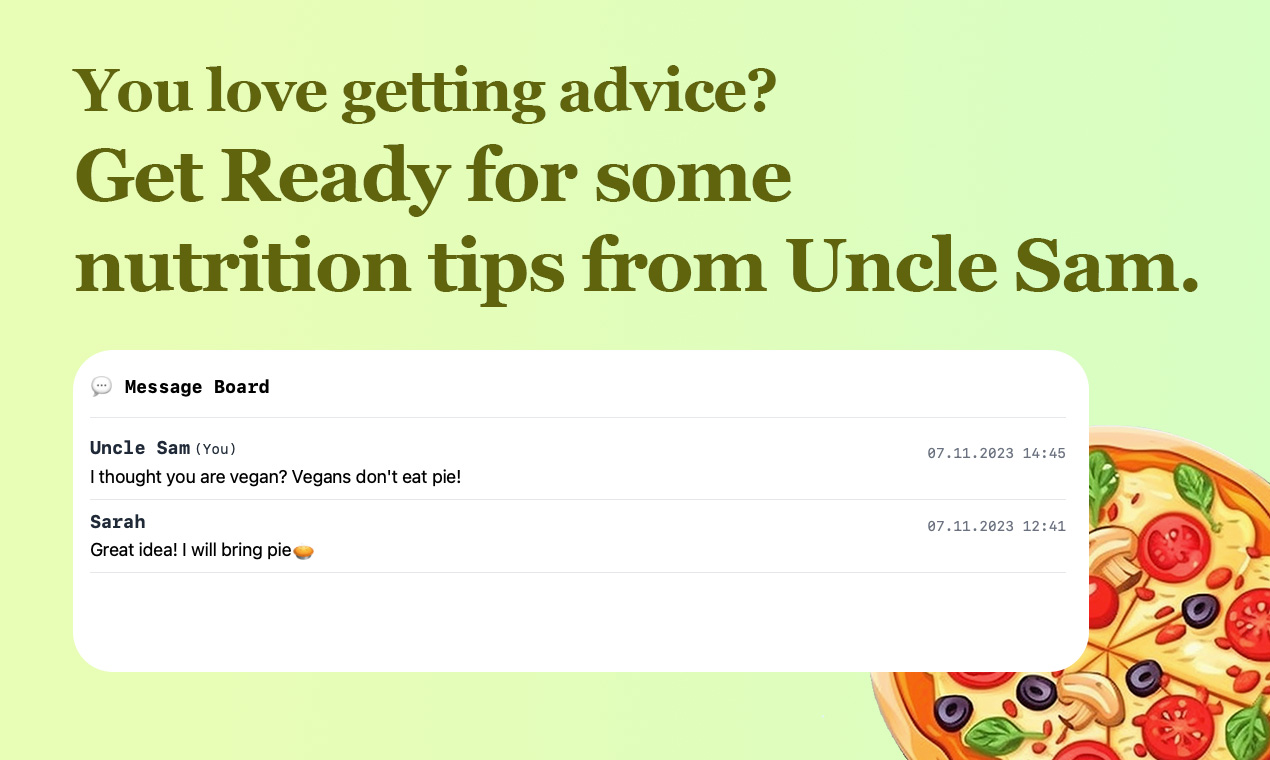 You love getting advice?
Get Ready for some
nutrition tips from Uncle Sam.
💬 Message Board
Uncle Sam (You) 07.11.2023 14:45
I thought you are vegan? Vegans don't eat pie!
Sarah 07.11.2023 12:41
Great idea! I will bring pie🥧